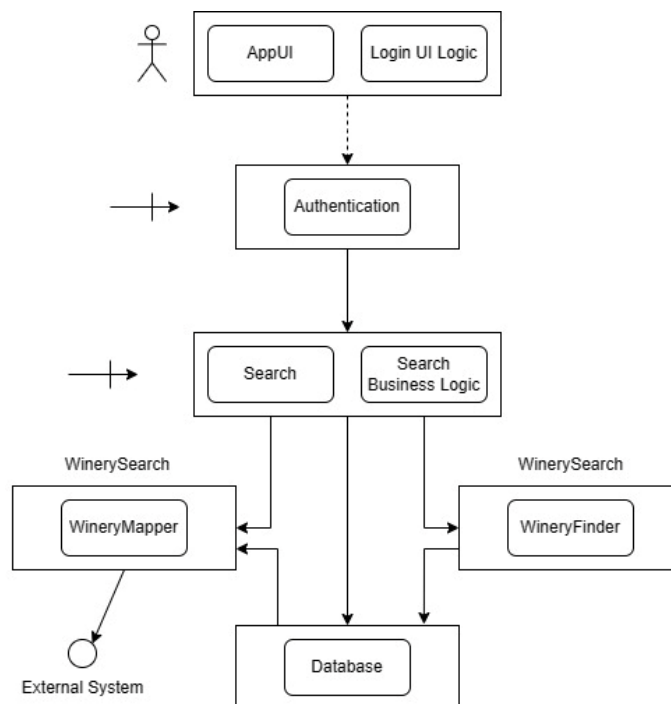 AppUI
Login UI Logic
Authentication
Search
Search
Business Logic
WinerySearch
WinerySearch
WineryMapper
WineryFinder
Database
External System